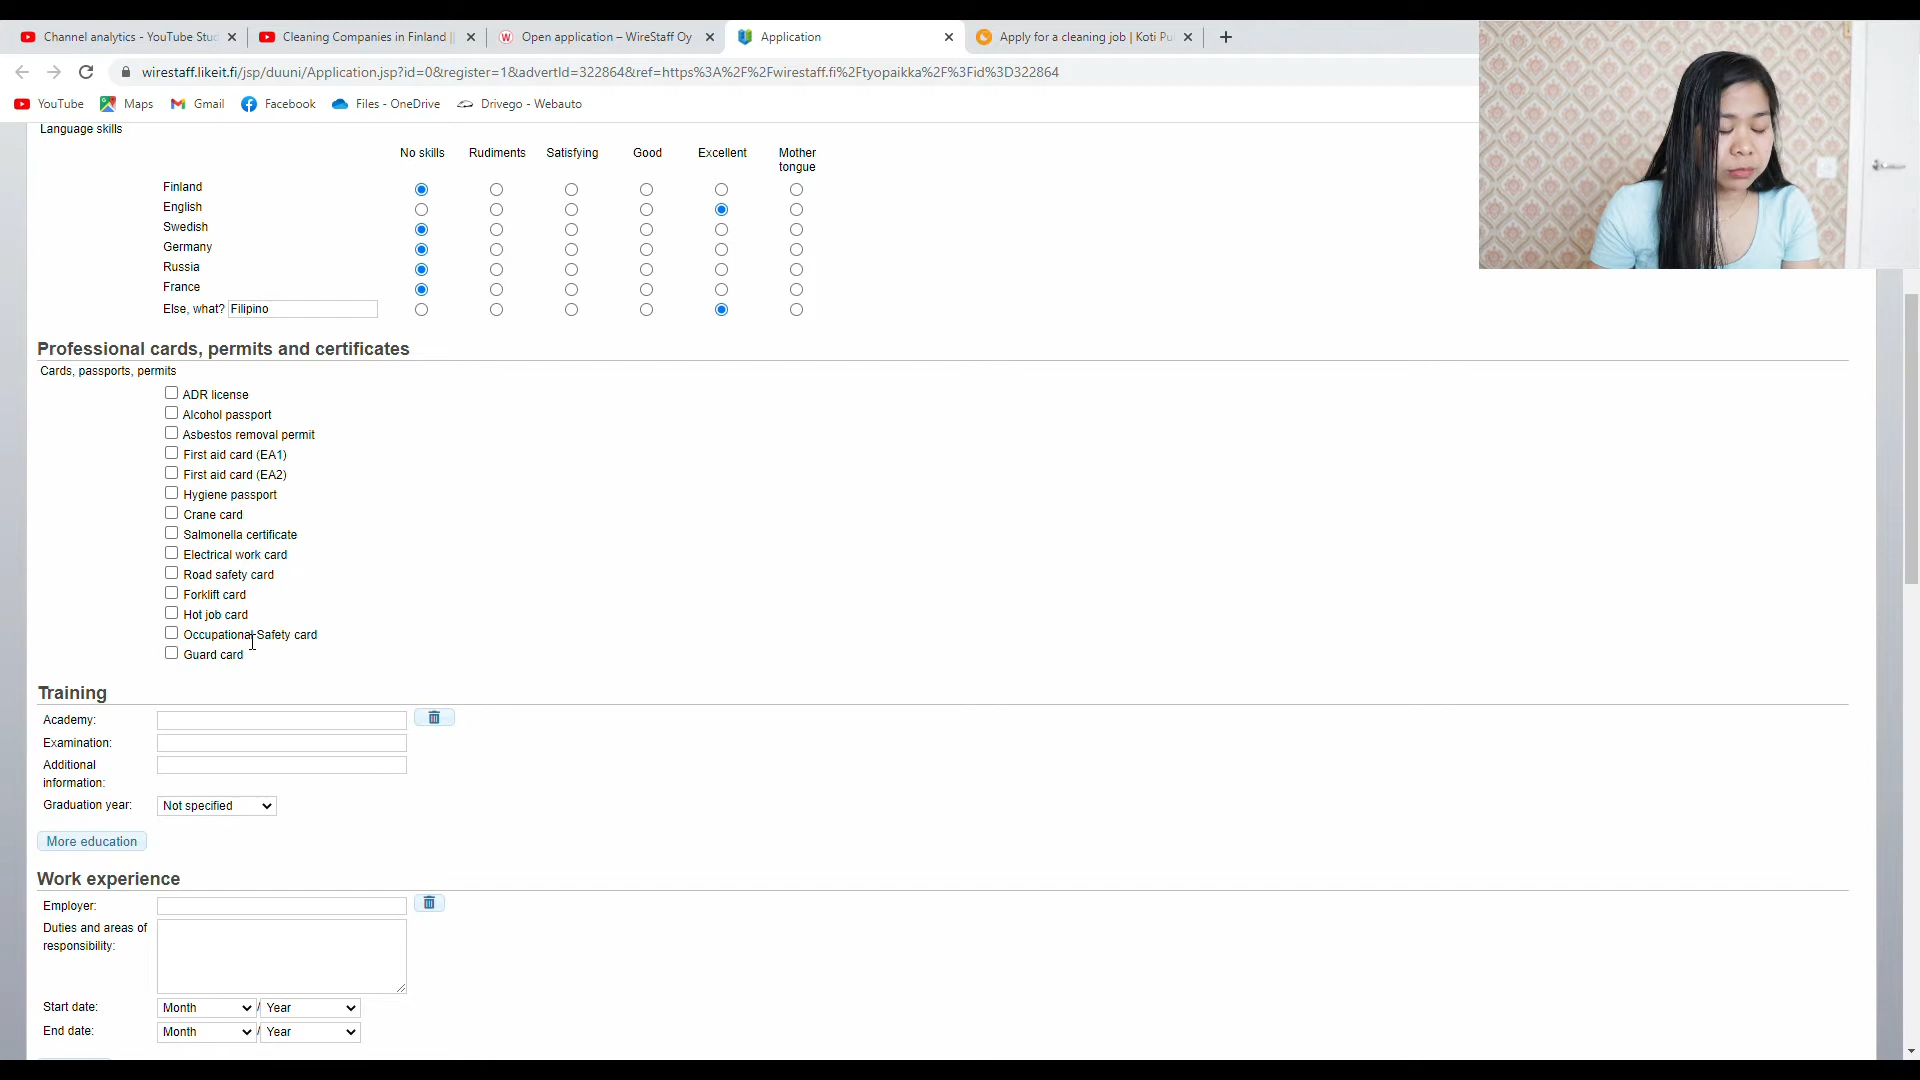 Channel analytics - YouTube Stu
Cleaning Companies in Finland ||
Open application – WireStaff Oy
Application
Apply for a cleaning job | Koti Pu
wirestaff.likeit.fi/jsp/duuni/Application.jsp?id=0&register=1&advertId=322864&ref=https%3A%2F%2Fwirestaff.fi%2Ftyopaikka%2F%3Fid%3D322864
YouTube Maps Gmail Facebook Files - OneDrive Drivego - Webauto
Language skills
No skills Rudiments Satisfying Good Excellent Mother
tongue
Finland
English
Swedish
Germany
Russia
France
Else, what? Filipino
Professional cards, permits and certificates
Cards, passports, permits
ADR license
Alcohol passport
Asbestos removal permit
First aid card (EA1)
First aid card (EA2)
Hygiene passport
Crane card
Salmonella certificate
Electrical work card
Road safety card
Forklift card
Hot job card
Occupational Safety card
Guard card
Training
Academy:
Examination:
Additional
information:
Graduation year: Not specified
More education
Work experience
Employer:
Duties and areas of
responsibility:
Start date: Month / Year
End date: Month / Year